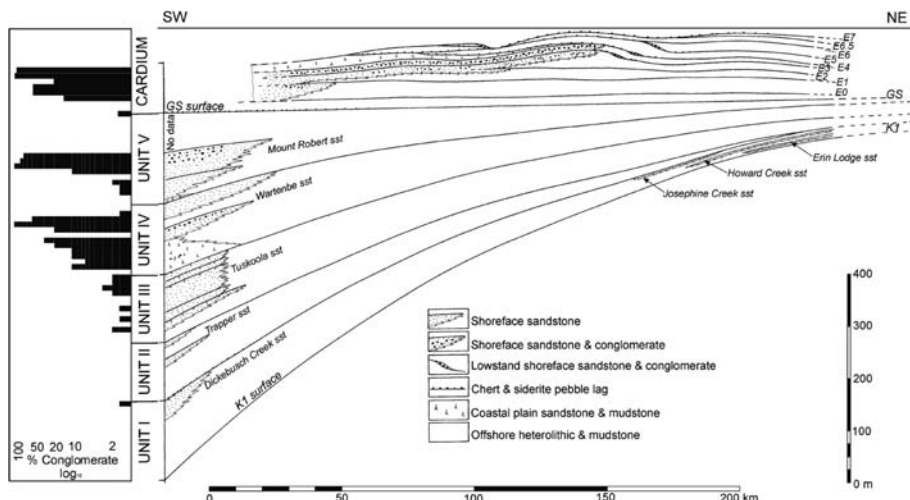 SW
NE
CARDIUM
UNIT V
UNIT IV
UNIT III
UNIT II
UNIT I
100
50
20
10
2
% Conglomerate
log₁₀
GS surface
No data
Mount Robert sst
Wartenbe sst
Tuskoola sst
Trapper sst
Dickebusch Creek sst
K1 surface
E7
E6.5
E6
E5
E4
E3
E2
E1
E0
GS
K1
Erin Lodge sst
Howard Creek sst
Josephine Creek sst
Shoreface sandstone
Shoreface sandstone & conglomerate
Lowstand shoreface sandstone & conglomerate
Chert & siderite pebble lag
Coastal plain sandstone & mudstone
Offshore heterolithic & mudstone
400
300
200
100
0 m
0
50
100
150
200 km